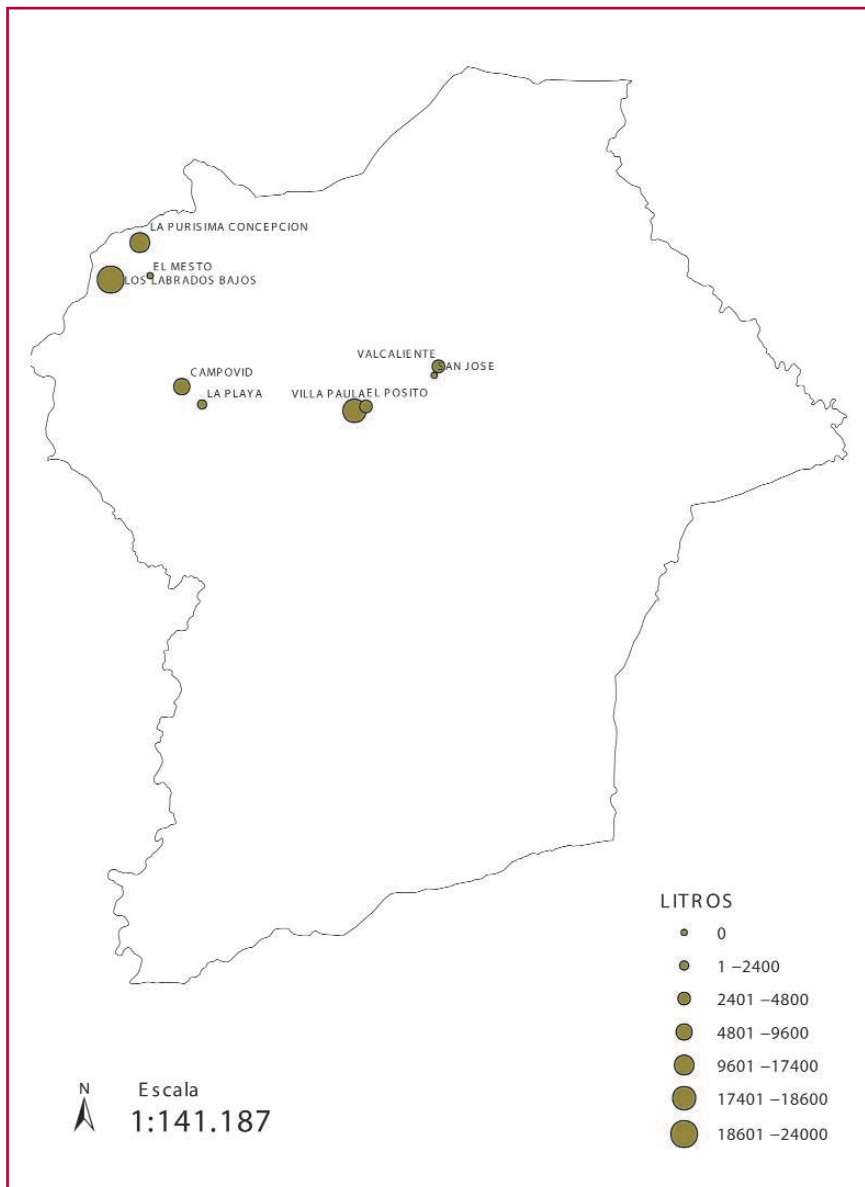 LA PURISIMA CONCEPCION
EL MESTO
LOS LABRADOS BAJOS
VALCALIENTE
SAN JOSE
CAMPOVID
LA PLAYA
VILLA PAULA
EL POSITO
LITROS
0
1 –2400
2401 –4800
4801 –9600
9601 –17400
17401 –18600
18601 –24000
N
Escala
1:141.187